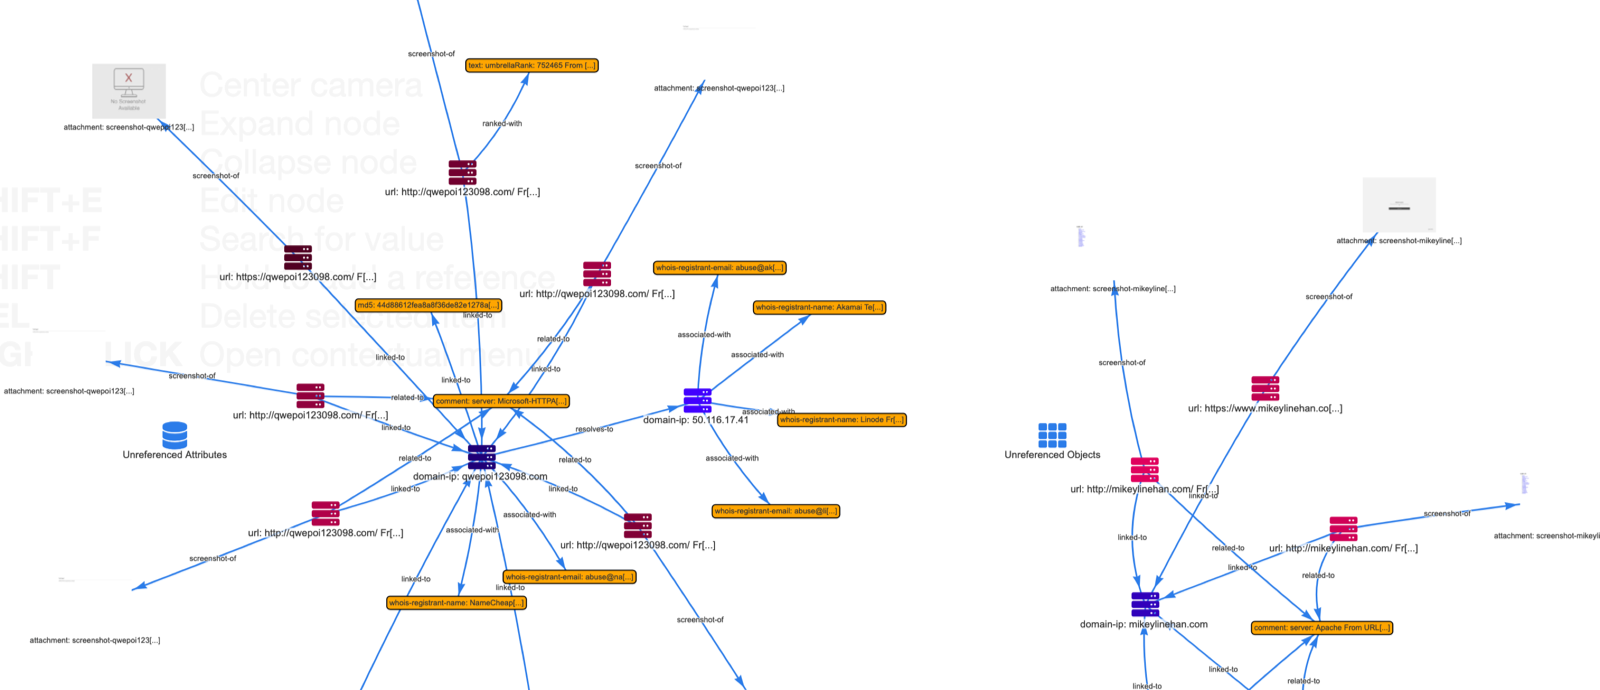 screenshot-of
text: umbrellaRank: 752465 From [...]
X
No Screenshot
Available
Center camera
attachment: screenshot-qwepoi123[...]
attachment: screenshot-qwepoi123[...]
Expand node
ranked-with
Collapse node
screenshot-of
screenshot-of
url: http://qwepoi123098.com/ Fr[...]
HIFT+E
Edit node
HIFT+F
Search for value
attachment: screenshot-mikeyline[...]
whois-registrant-email: abuse@ak[...]
HIFT
Hold to add a reference
url: https://qwepoi123098.com/ F[...]
url: http://qwepoi123098.com/ Fr[...]
attachment: screenshot-mikeyline[...]
screenshot-of
md5: 44d88612fea8a8f36de82e1278a[...]
whois-registrant-name: Akamai Te[...]
EL
Delete selected item
linked-to
associated-with
related-to
LICK
Open contextual menu
linked-to
associated-with
screenshot-of
linked-to
screenshot-of
linked-to
attachment: screenshot-qwepoi123[...]
related-to
comment: server: Microsoft-HTTPA[...]
url: https://www.mikeylinehan.co[...]
url: http://qwepoi123098.com/ Fr[...]
associated-with
domain-ip: 50.116.17.41
whois-registrant-name: Linode Fr[...]
linked-to
resolves-to
Unreferenced Attributes
Unreferenced Objects
related-to
related-to
domain-ip: qwepoi123098.com
associated-with
linked-to
linked-to
url: http://mikeylinehan.com/ Fr[...]
linked-to
whois-registrant-email: abuse@li[...]
associated-with
screenshot-of
associated-with
url: http://qwepoi123098.com/ Fr[...]
linked-to
attachment: screenshot-mikeyli
url: http://qwepoi123098.com/ Fr[...]
related-to
url: http://mikeylinehan.com/ Fr[...]
screenshot-of
linked-to
related-to
whois-registrant-email: abuse@na[...]
linked-to
linked-to
whois-registrant-name: NameCheap[...]
screenshot-of
domain-ip: mikeylinehan.com
comment: server: Apache From URL[...]
attachment: screenshot-qwepoi123[...]
linked-to
related-to
linked-to